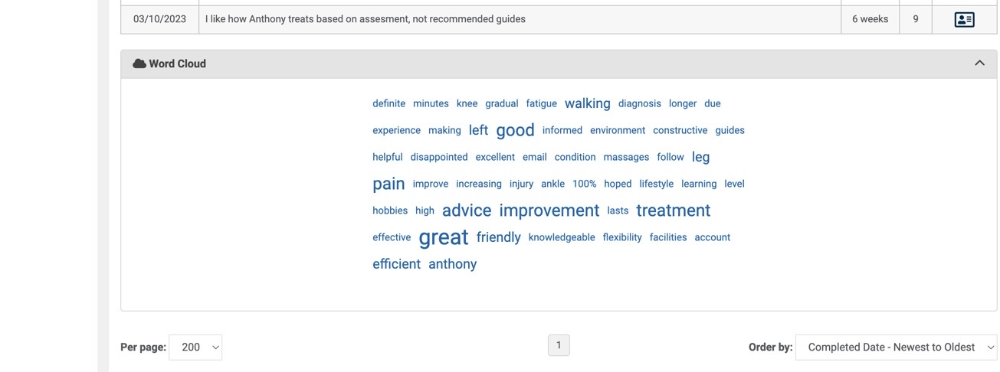 03/10/2023 I like how Anthony treats based on assesment, not recommended guides 6 weeks 9
Word Cloud
definite minutes knee gradual fatigue walking diagnosis longer due
experience making left good informed environment constructive guides
helpful disappointed excellent email condition massages follow leg
pain improve increasing injury ankle 100% hoped lifestyle learning level
hobbies high advice improvement lasts treatment
effective great friendly knowledgeable flexibility facilities account
efficient anthony
Per page: 200 1 Order by: Completed Date - Newest to Oldest